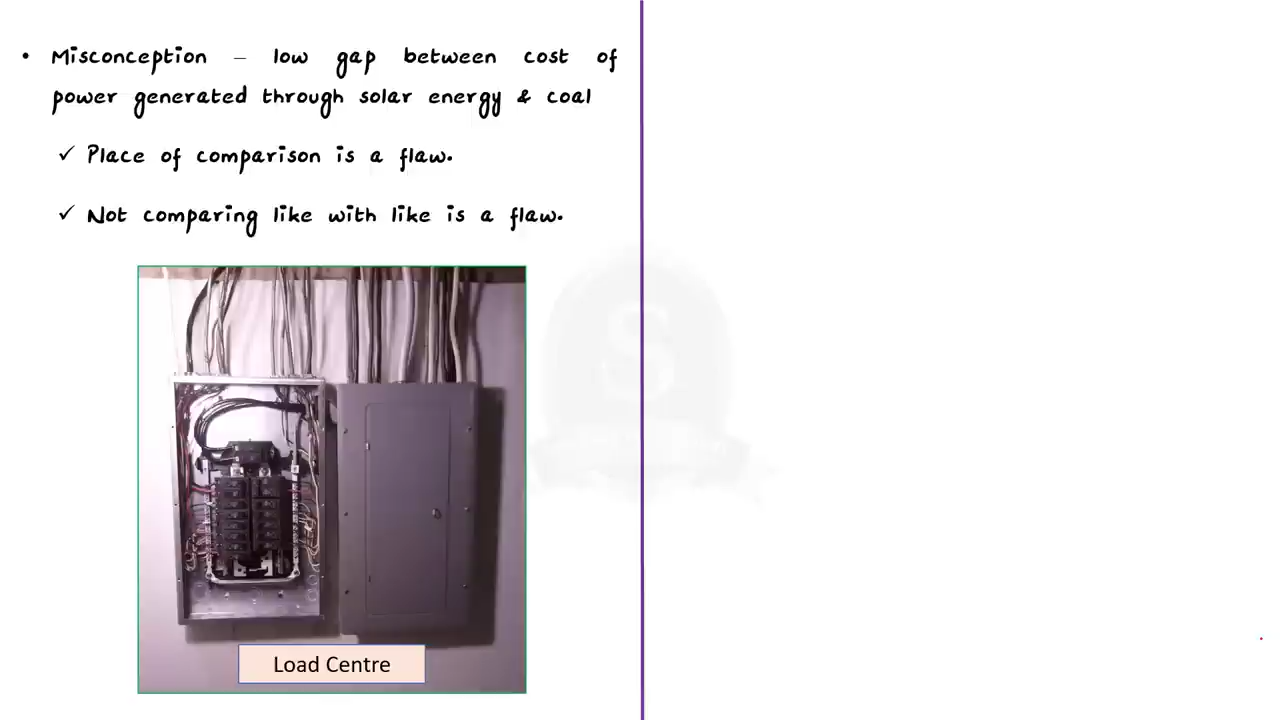 • Misconception – low gap between cost of
power generated through solar energy & coal
✓ Place of comparison is a flaw.
✓ Not comparing like with like is a flaw.
Load Centre